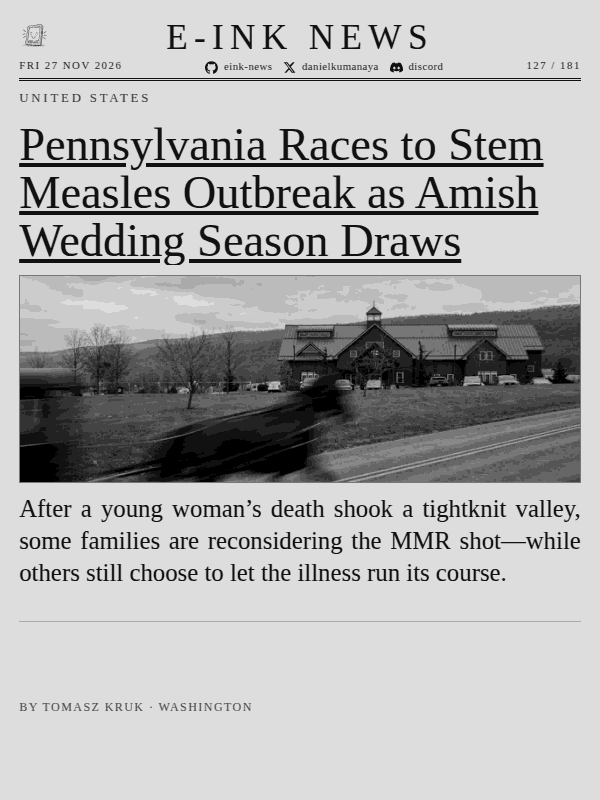 E-INK NEWS
FRI 27 NOV 2026
eink-news danielkumanaya discord
127 / 181
UNITED STATES
Pennsylvania Races to Stem
Measles Outbreak as Amish
Wedding Season Draws
After a young woman’s death shook a tightknit valley,
some families are reconsidering the MMR shot—while
others still choose to let the illness run its course.
BY TOMASZ KRUK · WASHINGTON